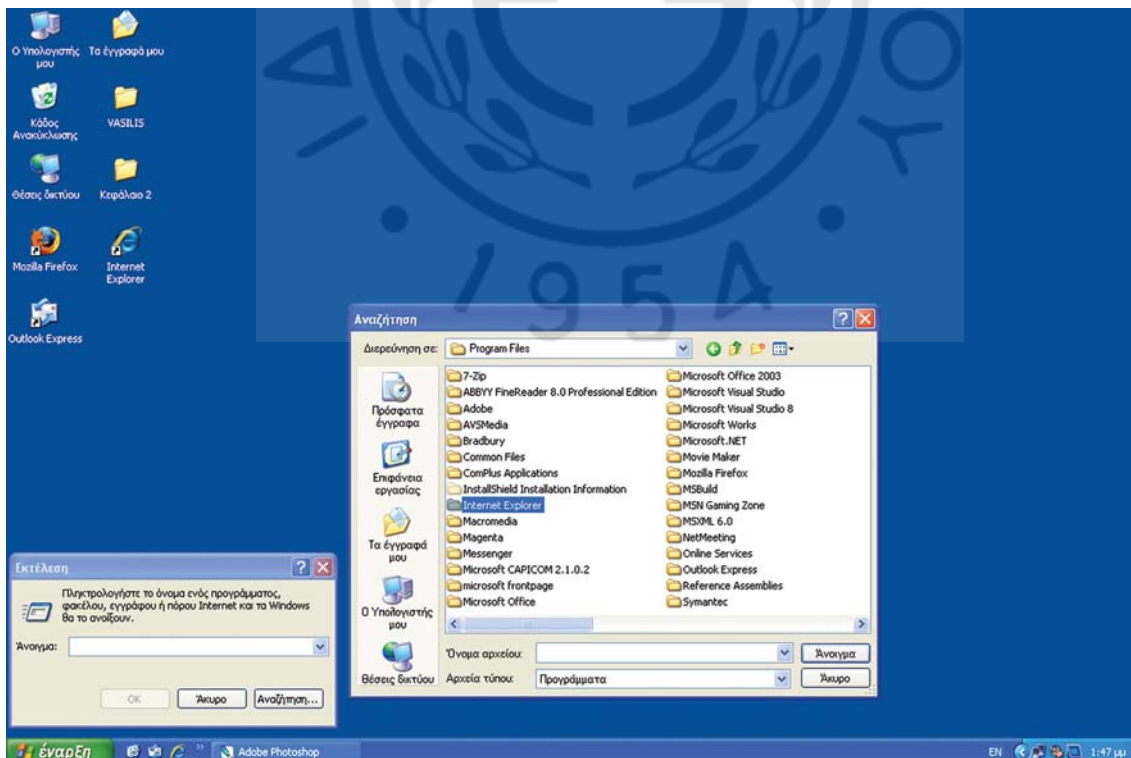 Ο Υπολογιστής μου
Τα έγγραφά μου
Κάδος Ανακύκλωσης
VASILIS
Θέσεις δικτύου
Κεφάλαιο 2
Mozilla Firefox
Internet Explorer
Outlook Express
1954
Αναζήτηση
Διερεύνηση σε:
Program Files
Πρόσφατα έγγραφα
Επιφάνεια εργασίας
Τα έγγραφά μου
Ο Υπολογιστής μου
Θέσεις δικτύου
7-Zip
ABBYY FineReader 8.0 Professional Edition
Adobe
AVSMedia
Bradbury
Common Files
ComPlus Applications
InstallShield Installation Information
Internet Explorer
Macromedia
Magenta
Messenger
Microsoft CAPICOM 2.1.0.2
microsoft frontpage
Microsoft Office
Microsoft Office 2003
Microsoft Visual Studio
Microsoft Visual Studio 8
Microsoft Works
Microsoft.NET
Movie Maker
Mozilla Firefox
MSBuild
MSN Gaming Zone
MSXML 6.0
NetMeeting
Online Services
Outlook Express
Reference Assemblies
Symantec
Όνομα αρχείου:
Άνοιγμα
Αρχεία τύπου:
Προγράμματα
Άκυρο
Εκτέλεση
Πληκτρολογήστε το όνομα ενός προγράμματος,
φακέλου, εγγράφου ή πόρου Internet και τα Windows
θα το ανοίξουν.
Άνοιγμα:
OK
Άκυρο
Αναζήτηση...
έναρξη
Adobe Photoshop
EN
1:47 μμ